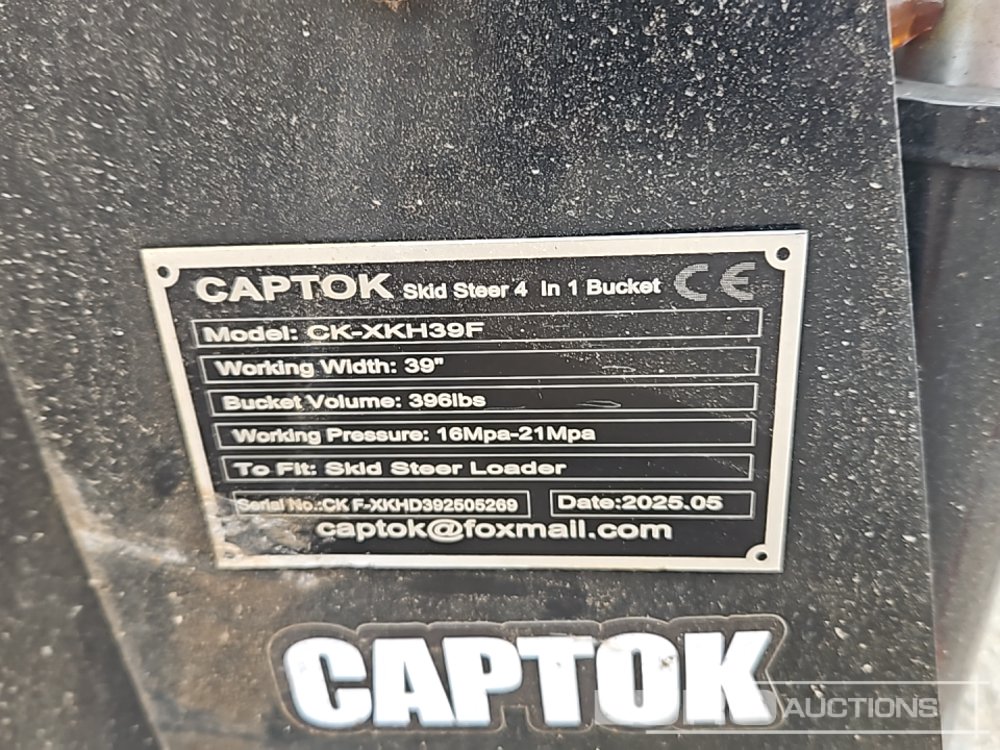 CAPTOK Skid Steer 4 In 1 Bucket CE
Model: CK-XKH39F
Working Width: 39"
Bucket Volume: 396lbs
Working Pressure: 16Mpa-21Mpa
To Fit: Skid Steer Loader
Serial No.:CK F-XKHD392505269 Date:2025.05
captok@foxmail.com
CAPTOK
AUCTIONS